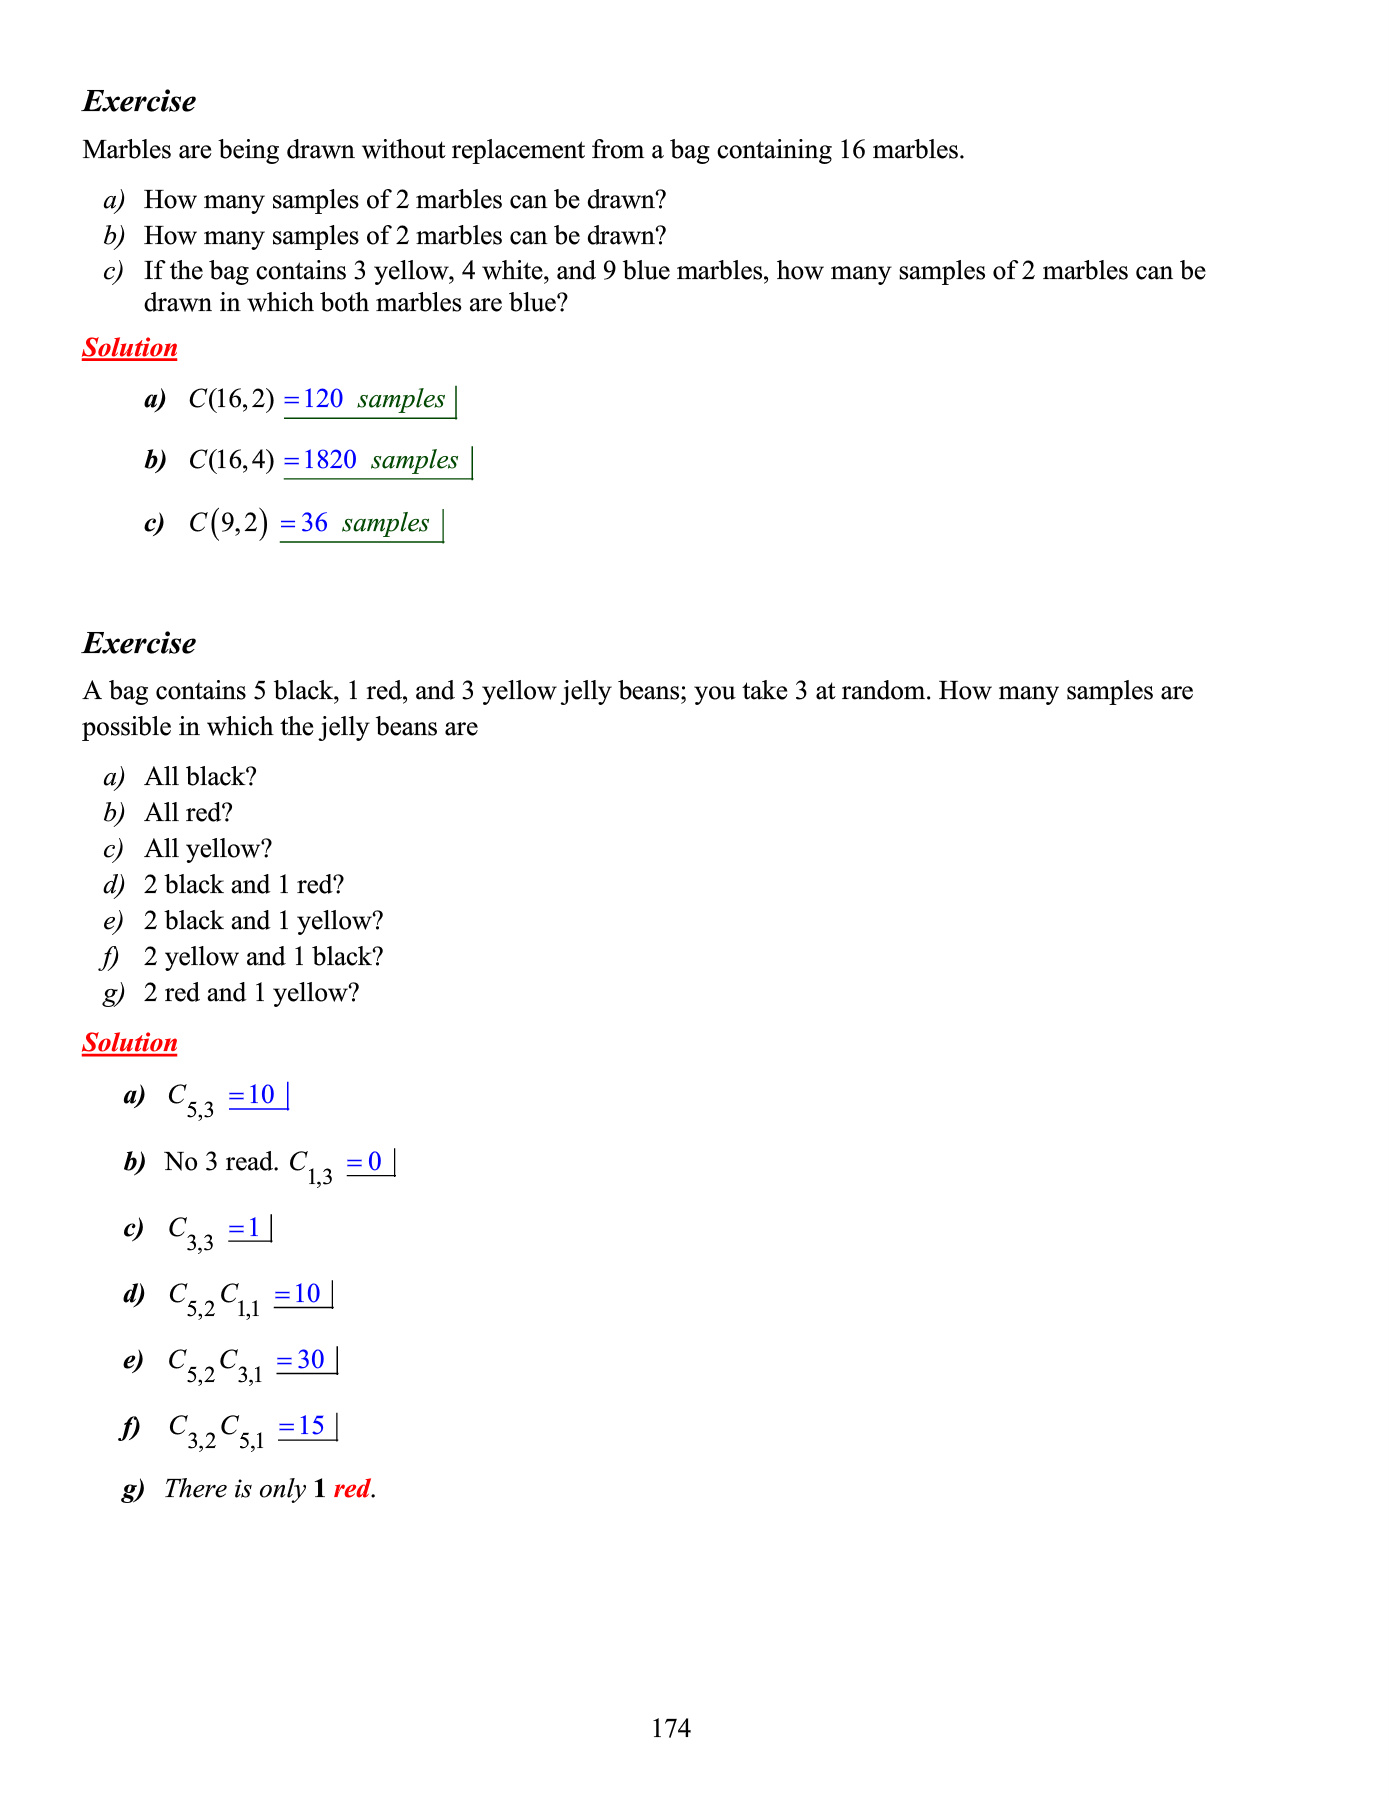 Exercise
Marbles are being drawn without replacement from a bag containing 16 marbles.
a) How many samples of 2 marbles can be drawn?
b) How many samples of 2 marbles can be drawn?
c) If the bag contains 3 yellow, 4 white, and 9 blue marbles, how many samples of 2 marbles can be
drawn in which both marbles are blue?
Solution
a) C(16,2) =120 samples
b) C(16,4) =1820 samples
c) C(9,2) =36 samples
Exercise
A bag contains 5 black, 1 red, and 3 yellow jelly beans; you take 3 at random. How many samples are
possible in which the jelly beans are
a) All black?
b) All red?
c) All yellow?
d) 2 black and 1 red?
e) 2 black and 1 yellow?
f) 2 yellow and 1 black?
g) 2 red and 1 yellow?
Solution
a) C_{5,3} =10
b) No 3 read. C_{1,3} =0
c) C_{3,3} =1
d) C_{5,2} C_{1,1} =10
e) C_{5,2} C_{3,1} =30
f) C_{3,2} C_{5,1} =15
g) There is only 1 red.
174